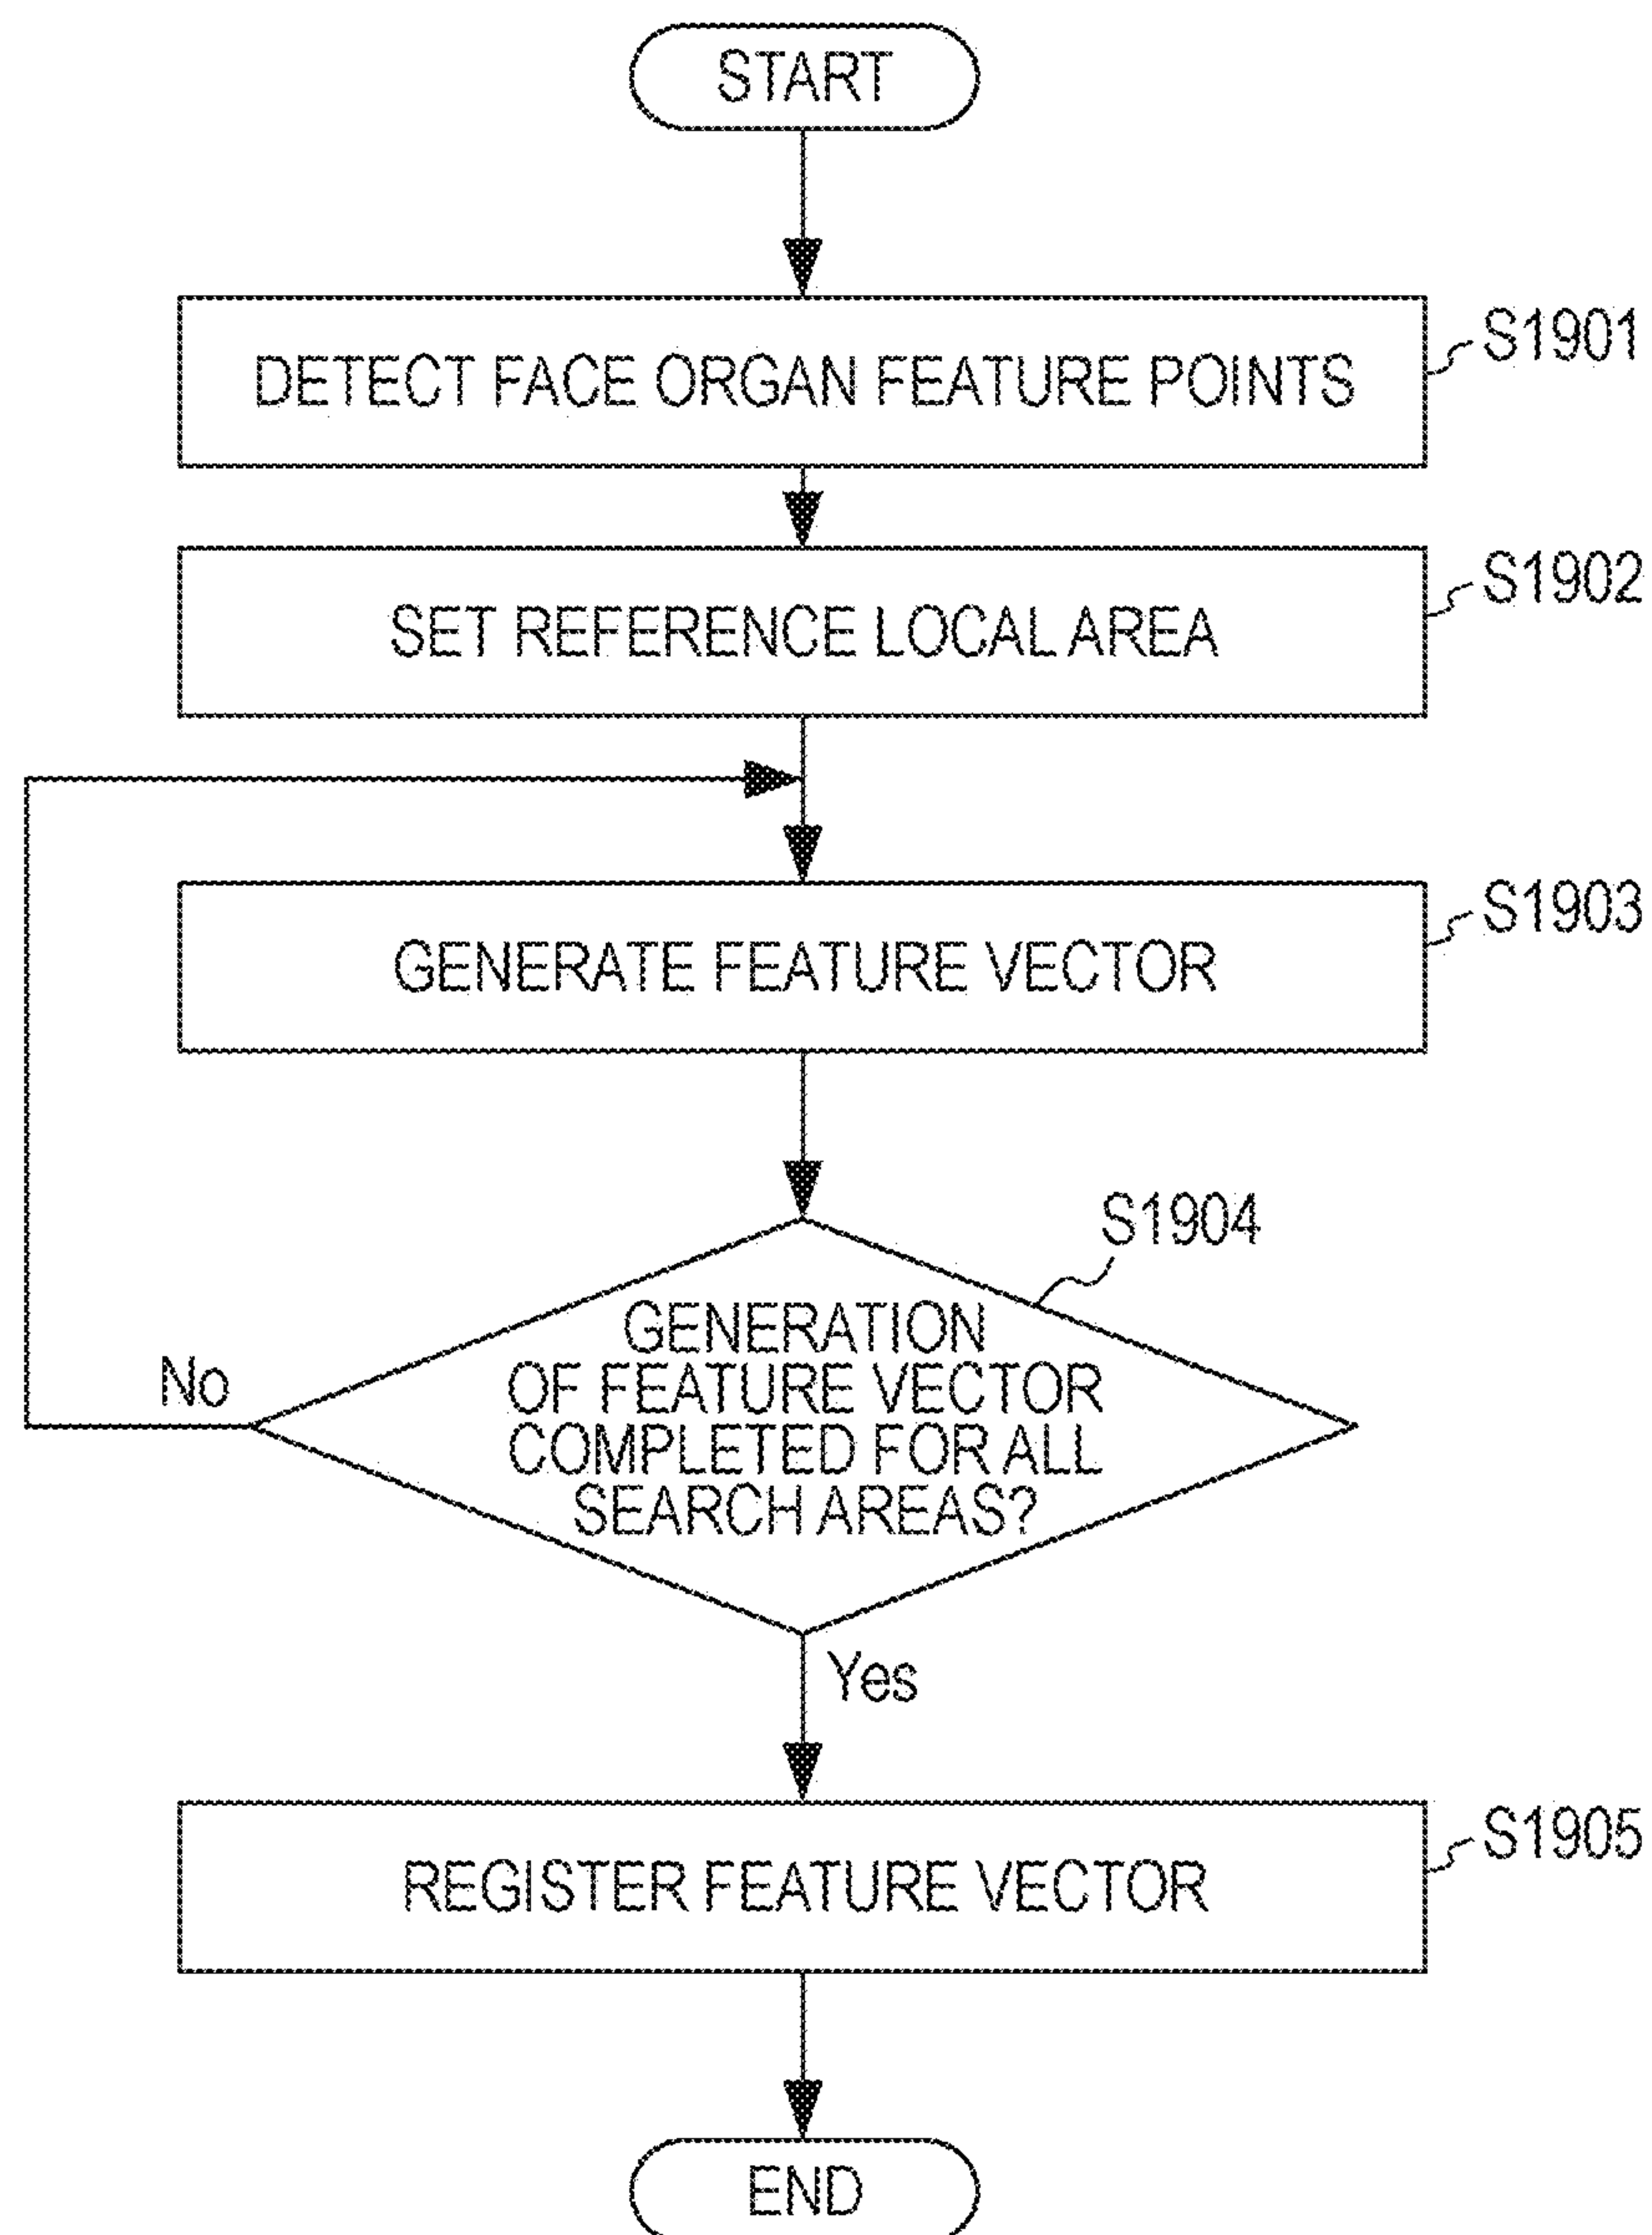 START
DETECT FACE ORGAN FEATURE POINTS
S1901
SET REFERENCE LOCAL AREA
S1902
GENERATE FEATURE VECTOR
S1903
S1904
GENERATION
OF FEATURE VECTOR
COMPLETED FOR ALL
SEARCH AREAS?
No
Yes
REGISTER FEATURE VECTOR
S1905
END